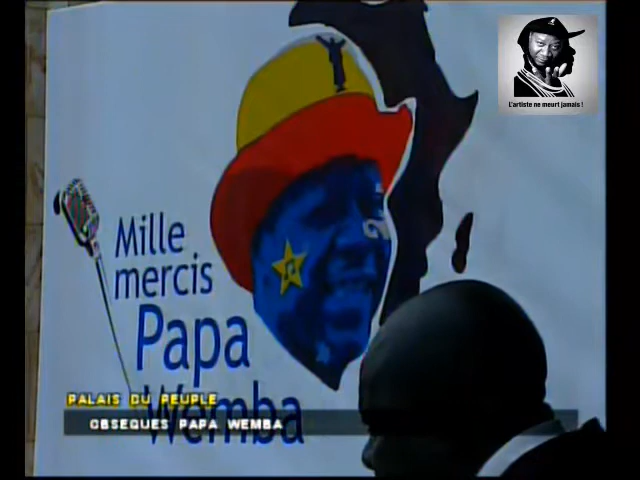 L'artiste ne meurt jamais !
Mille
mercis
Papa
Wemba
PALAIS DU PEUPLE
OBSEQUES PAPA WEMBA